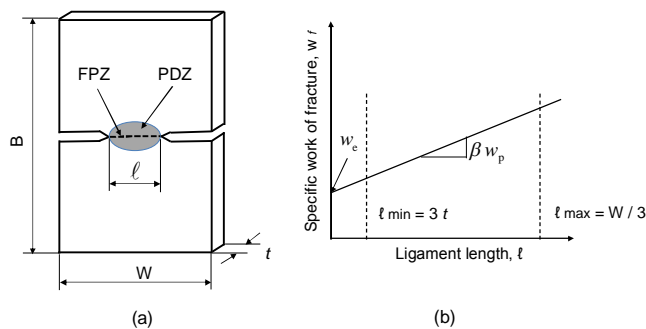 FPZ
PDZ
B
ℓ
t
W
(a)
Specific work of fracture, w f
w e
β w p
ℓ min = 3 t
ℓ max = W / 3
Ligament length, ℓ
(b)